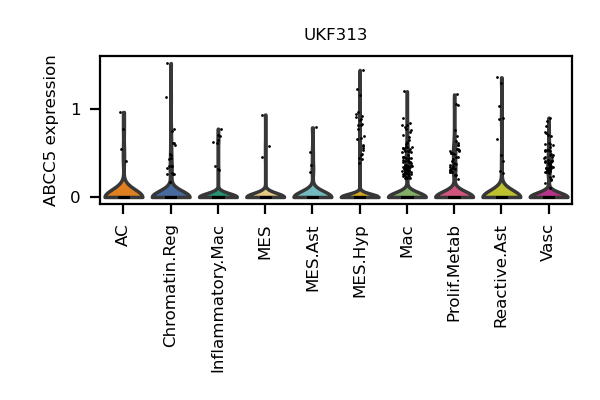 UKF313
ABCC5 expression
1
0
AC
Chromatin.Reg
Inflammatory.Mac
MES
MES.Ast
MES.Hyp
Mac
Prolif.Metab
Reactive.Ast
Vasc